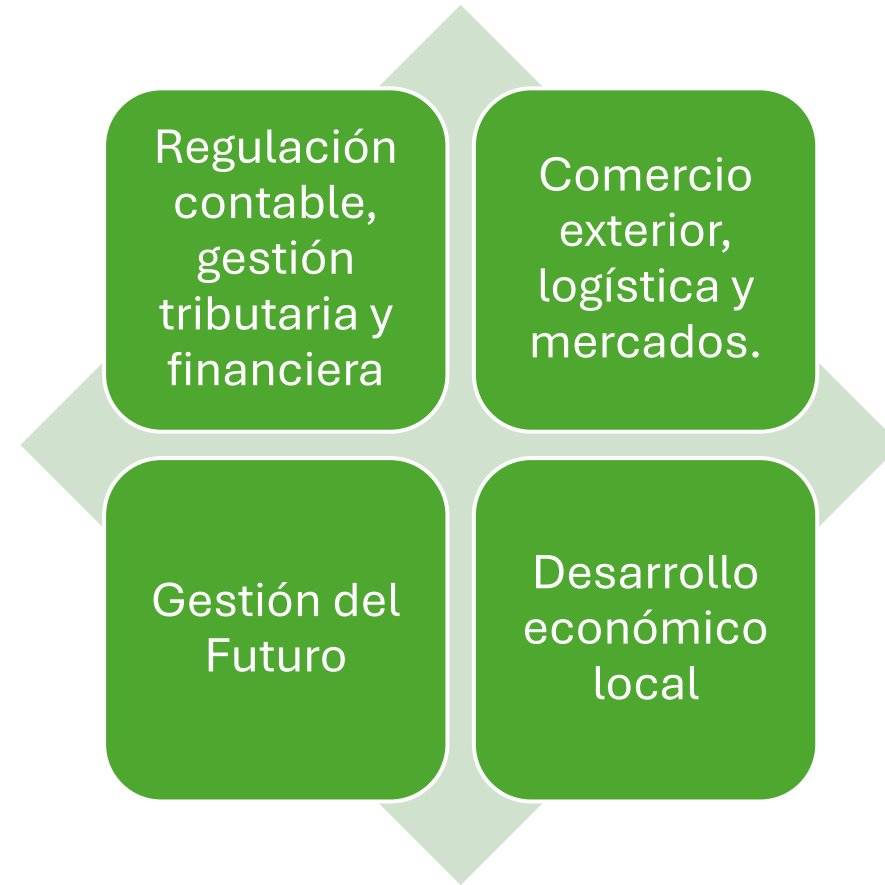 Regulación
contable,
gestión
tributaria y
financiera
Comercio
exterior,
logística y
mercados.
Gestión del
Futuro
Desarrollo
económico
local